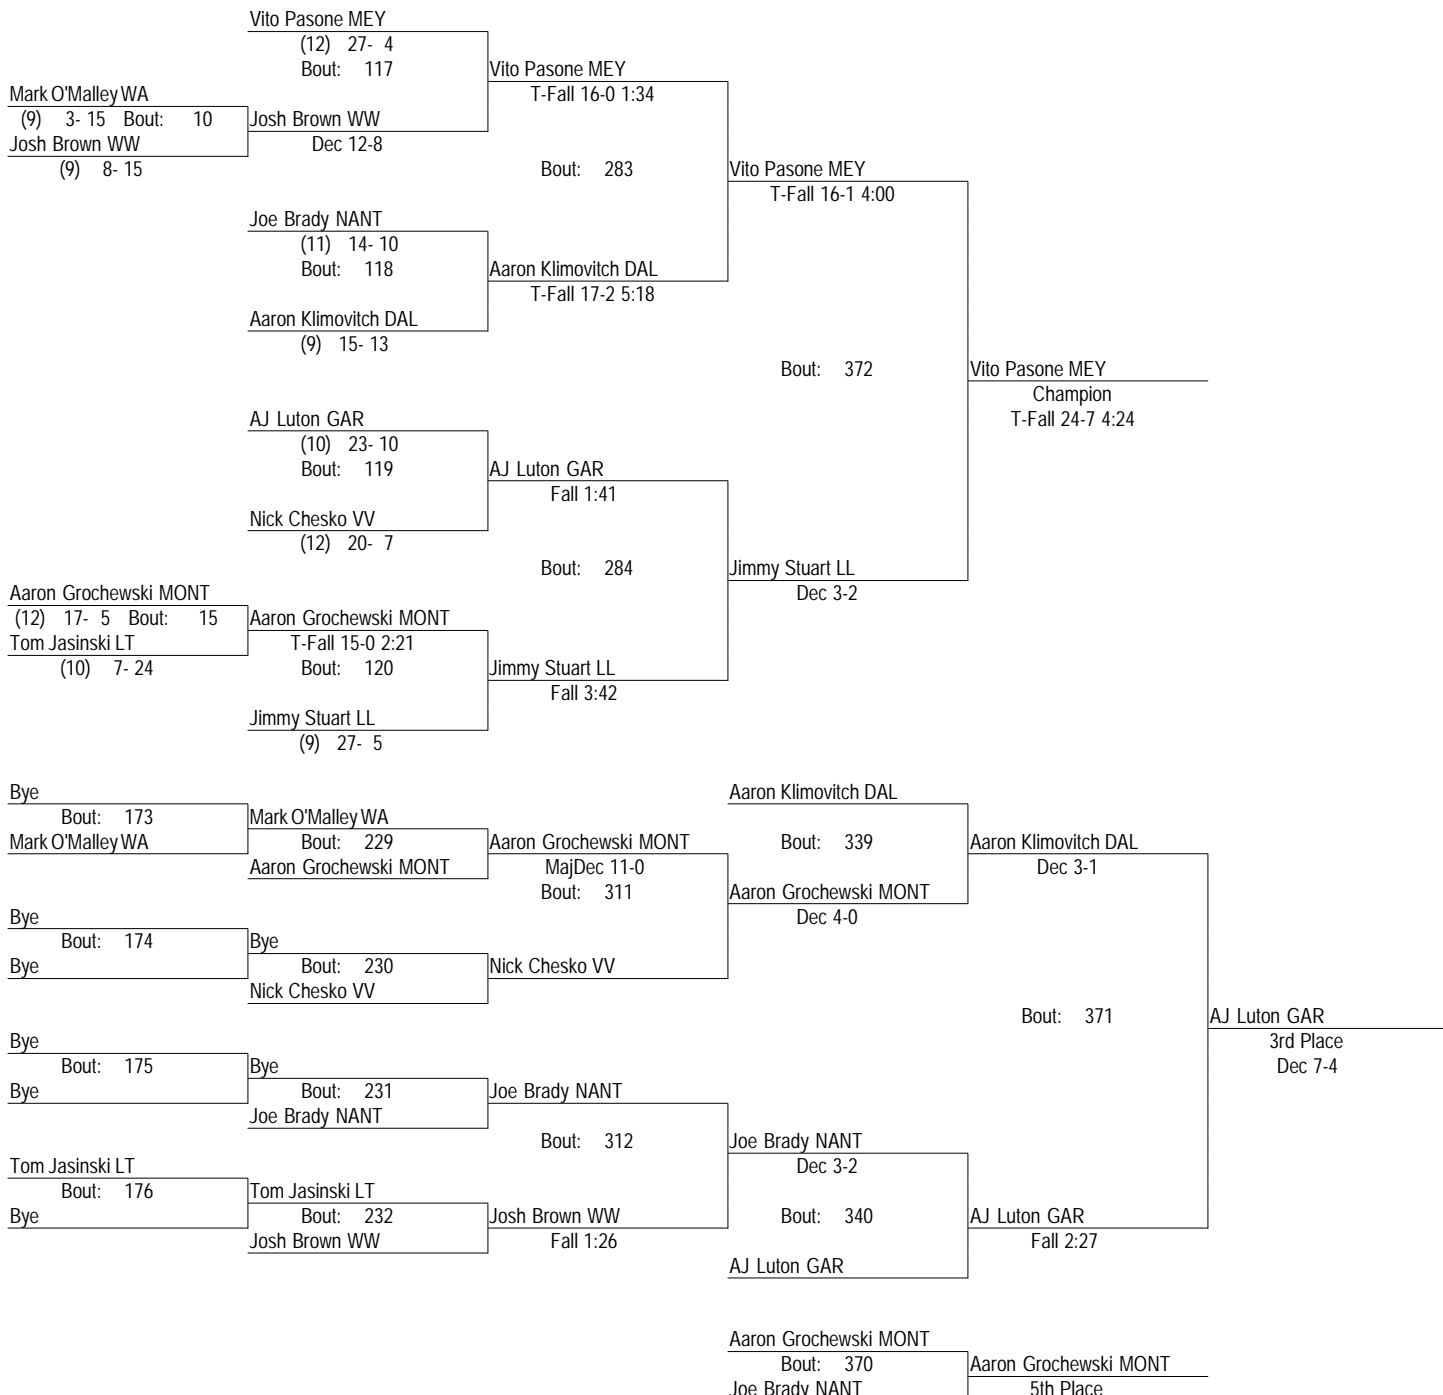 Vito Pasone MEY
(12) 27- 4
Bout: 117
Vito Pasone MEY
T-Fall 16-0 1:34
Mark O'Malley WA
(9) 3- 15 Bout: 10
Josh Brown WW
Dec 12-8
Josh Brown WW
(9) 8- 15
Bout: 283
Vito Pasone MEY
T-Fall 16-1 4:00
Joe Brady NANT
(11) 14- 10
Bout: 118
Aaron Klimovitch DAL
T-Fall 17-2 5:18
Aaron Klimovitch DAL
(9) 15- 13
Bout: 372
Vito Pasone MEY
Champion
T-Fall 24-7 4:24
AJ Luton GAR
(10) 23- 10
Bout: 119
AJ Luton GAR
Fall 1:41
Nick Chesko VV
(12) 20- 7
Bout: 284
Jimmy Stuart LL
Dec 3-2
Aaron Grochewski MONT
(12) 17- 5 Bout: 15
Aaron Grochewski MONT
Tom Jasinski LT
T-Fall 15-0 2:21
(10) 7- 24
Bout: 120
Jimmy Stuart LL
Fall 3:42
Jimmy Stuart LL
(9) 27- 5
Bye
Bout: 173
Mark O'Malley WA
Mark O'Malley WA
Bout: 229
Aaron Grochewski MONT
Aaron Grochewski MONT
MajDec 11-0
Bout: 311
Aaron Klimovitch DAL
Bout: 339
Aaron Klimovitch DAL
Dec 3-1
Aaron Grochewski MONT
Dec 4-0
Bye
Bout: 174
Bye
Bye
Bout: 230
Nick Chesko VV
Nick Chesko VV
Bout: 371
AJ Luton GAR
3rd Place
Dec 7-4
Bye
Bout: 175
Bye
Bye
Bout: 231
Joe Brady NANT
Joe Brady NANT
Bout: 312
Joe Brady NANT
Dec 3-2
Tom Jasinski LT
Bout: 176
Bye
Tom Jasinski LT
Bout: 232
Josh Brown WW
Josh Brown WW
Fall 1:26
Bout: 340
AJ Luton GAR
Fall 2:27
AJ Luton GAR
Aaron Grochewski MONT
Bout: 370
Aaron Grochewski MONT
Joe Brady NANT
5th Place